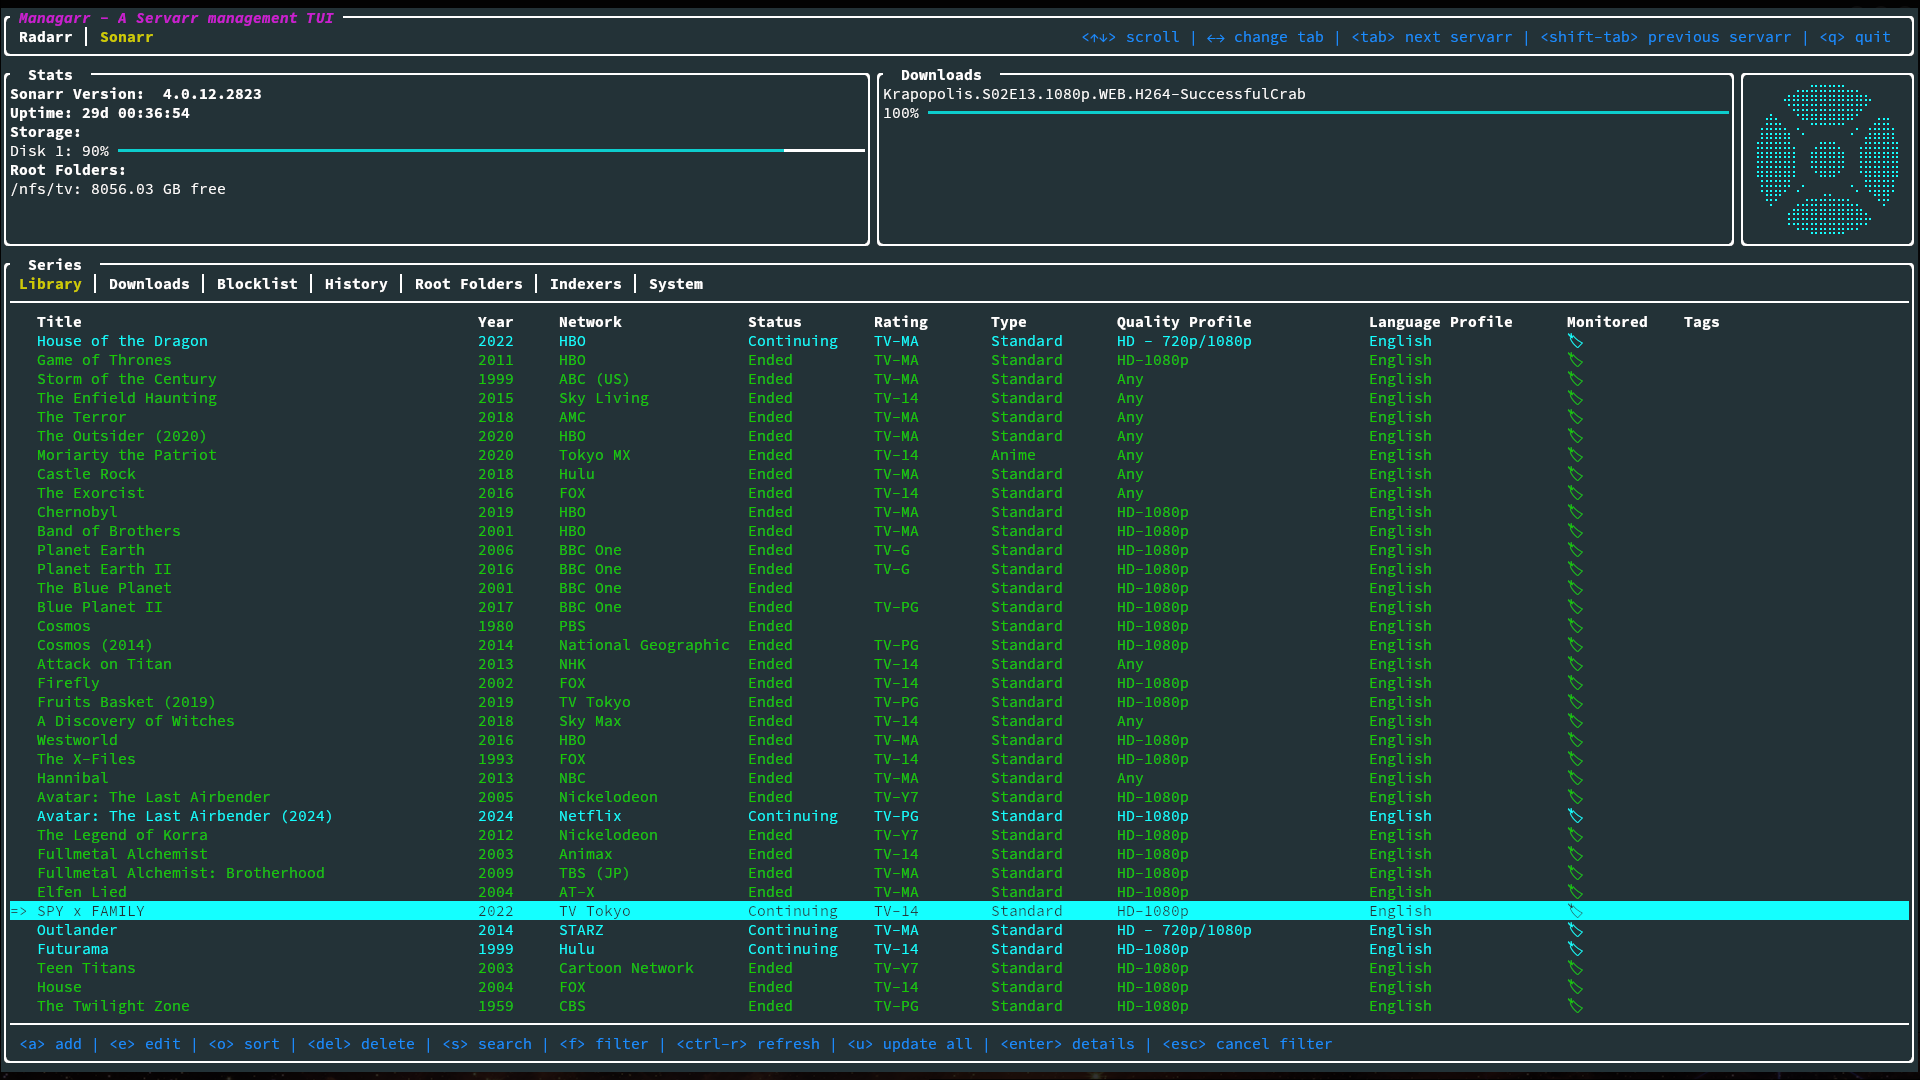 Managarr - A Servarr management TUI
Radarr | Sonarr <↑↓> scroll | ↔ change tab | <tab> next servarr | <shift-tab> previous servarr | <q> quit
Stats
Sonarr Version: 4.0.12.2823
Uptime: 29d 00:36:54
Storage:
Disk 1: 90%
Root Folders:
/nfs/tv: 8056.03 GB free
Downloads
Krapopolis.S02E13.1080p.WEB.H264-SuccessfulCrab
100%
Series
Library | Downloads | Blocklist | History | Root Folders | Indexers | System
Title Year Network Status Rating Type Quality Profile Language Profile Monitored Tags
House of the Dragon 2022 HBO Continuing TV-MA Standard HD - 720p/1080p English
Game of Thrones 2011 HBO Ended TV-MA Standard HD-1080p English
Storm of the Century 1999 ABC (US) Ended TV-MA Standard Any English
The Enfield Haunting 2015 Sky Living Ended TV-14 Standard Any English
The Terror 2018 AMC Ended TV-MA Standard Any English
The Outsider (2020) 2020 HBO Ended TV-MA Standard Any English
Moriarty the Patriot 2020 Tokyo MX Ended TV-14 Anime Any English
Castle Rock 2018 Hulu Ended TV-MA Standard Any English
The Exorcist 2016 FOX Ended TV-14 Standard Any English
Chernobyl 2019 HBO Ended TV-MA Standard HD-1080p English
Band of Brothers 2001 HBO Ended TV-MA Standard HD-1080p English
Planet Earth 2006 BBC One Ended TV-G Standard HD-1080p English
Planet Earth II 2016 BBC One Ended TV-G Standard HD-1080p English
The Blue Planet 2001 BBC One Ended Standard HD-1080p English
Blue Planet II 2017 BBC One Ended TV-PG Standard HD-1080p English
Cosmos 1980 PBS Ended Standard HD-1080p English
Cosmos (2014) 2014 National Geographic Ended TV-PG Standard HD-1080p English
Attack on Titan 2013 NHK Ended TV-14 Standard Any English
Firefly 2002 FOX Ended TV-14 Standard HD-1080p English
Fruits Basket (2019) 2019 TV Tokyo Ended TV-PG Standard HD-1080p English
A Discovery of Witches 2018 Sky Max Ended TV-14 Standard Any English
Westworld 2016 HBO Ended TV-MA Standard HD-1080p English
The X-Files 1993 FOX Ended TV-14 Standard HD-1080p English
Hannibal 2013 NBC Ended TV-MA Standard Any English
Avatar: The Last Airbender 2005 Nickelodeon Ended TV-Y7 Standard HD-1080p English
Avatar: The Last Airbender (2024) 2024 Netflix Continuing TV-PG Standard HD-1080p English
The Legend of Korra 2012 Nickelodeon Ended TV-Y7 Standard HD-1080p English
Fullmetal Alchemist 2003 Animax Ended TV-14 Standard HD-1080p English
Fullmetal Alchemist: Brotherhood 2009 TBS (JP) Ended TV-MA Standard HD-1080p English
Elfen Lied 2004 AT-X Ended TV-MA Standard HD-1080p English
=> SPY x FAMILY 2022 TV Tokyo Continuing TV-14 Standard HD-1080p English
Outlander 2014 STARZ Continuing TV-MA Standard HD - 720p/1080p English
Futurama 1999 Hulu Continuing TV-14 Standard HD-1080p English
Teen Titans 2003 Cartoon Network Ended TV-Y7 Standard HD-1080p English
House 2004 FOX Ended TV-14 Standard HD-1080p English
The Twilight Zone 1959 CBS Ended TV-PG Standard HD-1080p English
<a> add | <e> edit | <o> sort | <del> delete | <s> search | <f> filter | <ctrl-r> refresh | <u> update all | <enter> details | <esc> cancel filter